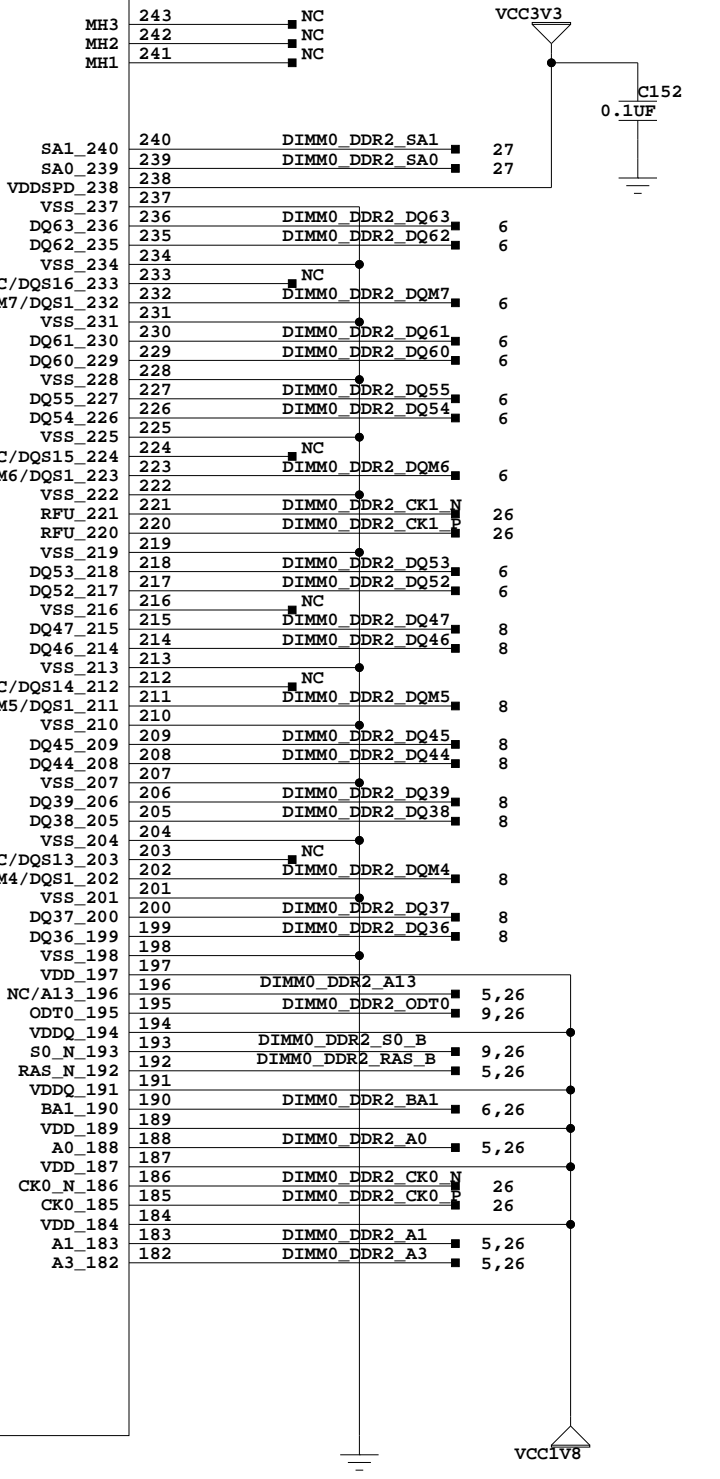 243 NC VCC3V3
MH3
242 NC
MH2
241 NC
MH1
C152
0.1UF
SA1_240 240 DIMM0_DDR2_SA1 27
SA0_239 239 DIMM0_DDR2_SA0 27
VDDSPD_238 238
VSS_237 237
DQ63_236 236 DIMM0_DDR2_DQ63 6
DQ62_235 235 DIMM0_DDR2_DQ62 6
VSS_234 234
C/DQS16_233 233 NC
M7/DQS1_232 232 DIMM0_DDR2_DQM7 6
VSS_231 231
DQ61_230 230 DIMM0_DDR2_DQ61 6
DQ60_229 229 DIMM0_DDR2_DQ60 6
VSS_228 228
DQ55_227 227 DIMM0_DDR2_DQ55 6
DQ54_226 226 DIMM0_DDR2_DQ54 6
VSS_225 225
C/DQS15_224 224 NC
M6/DQS1_223 223 DIMM0_DDR2_DQM6 6
VSS_222 222
RFU_221 221 DIMM0_DDR2_CK1_N 26
RFU_220 220 DIMM0_DDR2_CK1_P 26
VSS_219 219
DQ53_218 218 DIMM0_DDR2_DQ53 6
DQ52_217 217 DIMM0_DDR2_DQ52 6
VSS_216 216 NC
DQ47_215 215 DIMM0_DDR2_DQ47 8
DQ46_214 214 DIMM0_DDR2_DQ46 8
VSS_213 213
C/DQS14_212 212 NC
M5/DQS1_211 211 DIMM0_DDR2_DQM5 8
VSS_210 210
DQ45_209 209 DIMM0_DDR2_DQ45 8
DQ44_208 208 DIMM0_DDR2_DQ44 8
VSS_207 207
DQ39_206 206 DIMM0_DDR2_DQ39 8
DQ38_205 205 DIMM0_DDR2_DQ38 8
VSS_204 204
C/DQS13_203 203 NC
M4/DQS1_202 202 DIMM0_DDR2_DQM4 8
VSS_201 201
DQ37_200 200 DIMM0_DDR2_DQ37 8
DQ36_199 199 DIMM0_DDR2_DQ36 8
VSS_198 198
VDD_197 197
NC/A13_196 196 DIMM0_DDR2_A13 5,26
ODT0_195 195 DIMM0_DDR2_ODT0 9,26
VDDQ_194 194
S0_N_193 193 DIMM0_DDR2_S0_B 9,26
RAS_N_192 192 DIMM0_DDR2_RAS_B 5,26
VDDQ_191 191
BA1_190 190 DIMM0_DDR2_BA1 6,26
VDD_189 189
A0_188 188 DIMM0_DDR2_A0 5,26
VDD_187 187
CK0_N_186 186 DIMM0_DDR2_CK0_N 26
CK0_185 185 DIMM0_DDR2_CK0_P 26
VDD_184 184
A1_183 183 DIMM0_DDR2_A1 5,26
A3_182 182 DIMM0_DDR2_A3 5,26
VCC1V8